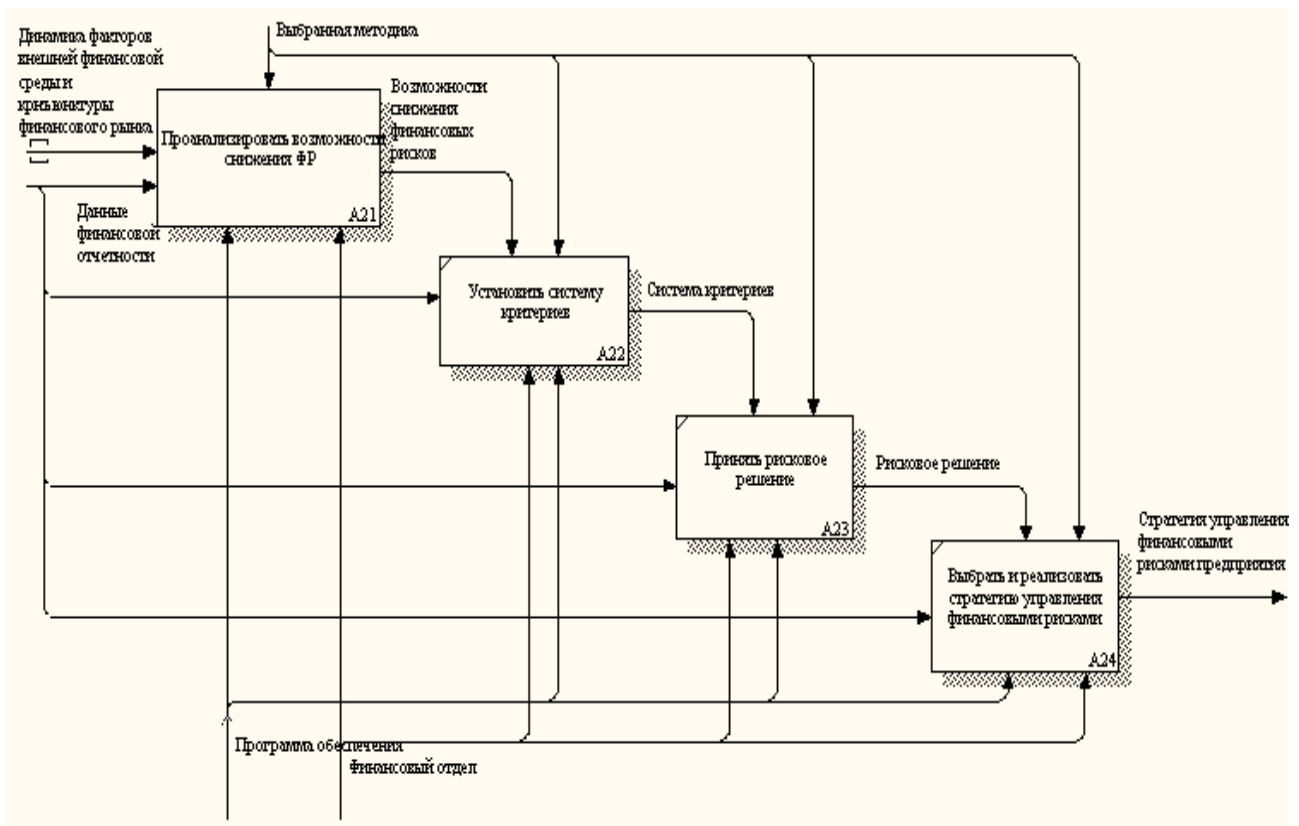 Динамика факторов
внешней финансовой
среды и
крнъюнктуры
финансового рынка
Выбранная методика
Возможности
снижения
финансовых
рисков
Проанализировать возможности
снижения ФР
A21
Данные
финансовой
отчетности
Установить систему
критериев
A22
Система критериев
Принять рисковое
решение
A23
Рисковое решение
Выбрать и реализовать
стратегию управления
финансовыми рисками
A24
Стратегия управления
финансовыми
рисками предприятия
Программа обеспечения
Финансовый отдел